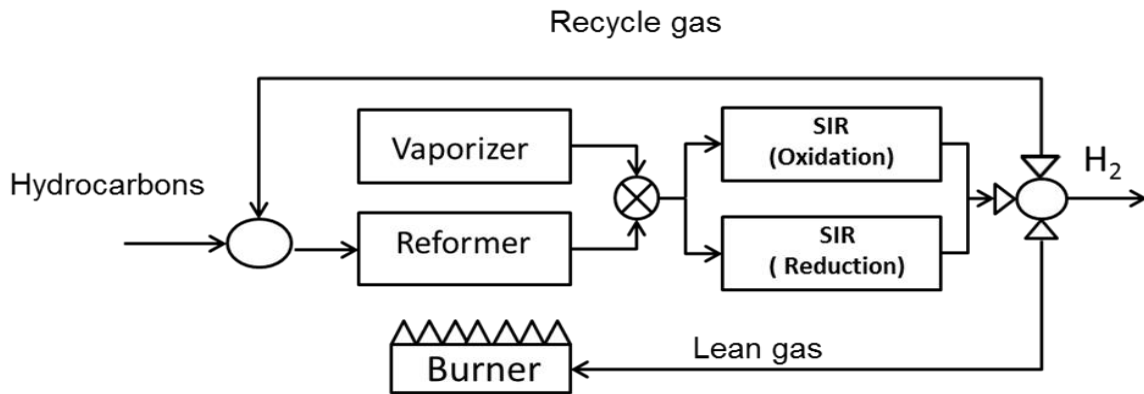 Recycle gas
Vaporizer
SIR
(Oxidation)
H₂
Hydrocarbons
Reformer
SIR
( Reduction)
Lean gas
Burner